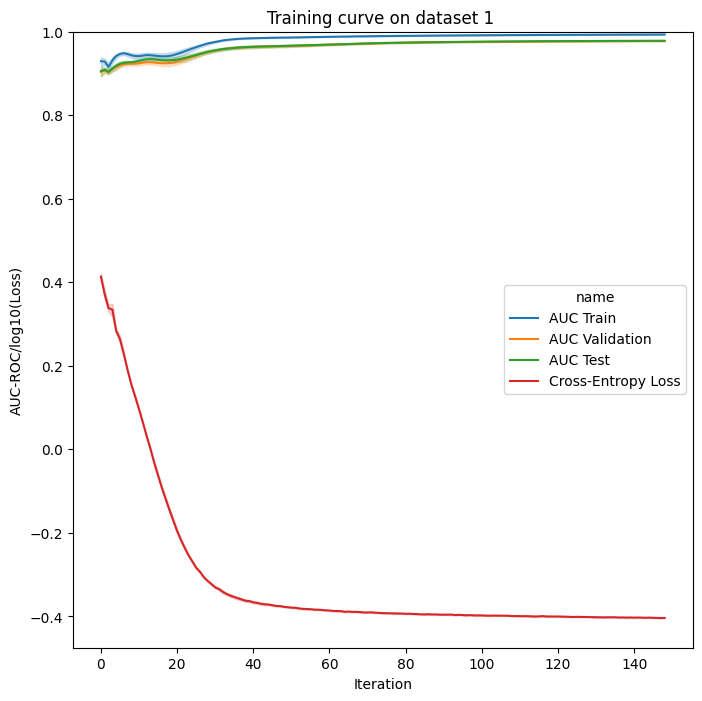 Training curve on dataset 1
1.0
0.8
0.6
0.4
0.2
0.0
−0.2
−0.4
AUC-ROC/log10(Loss)
name
AUC Train
AUC Validation
AUC Test
Cross-Entropy Loss
0 20 40 60 80 100 120 140
Iteration